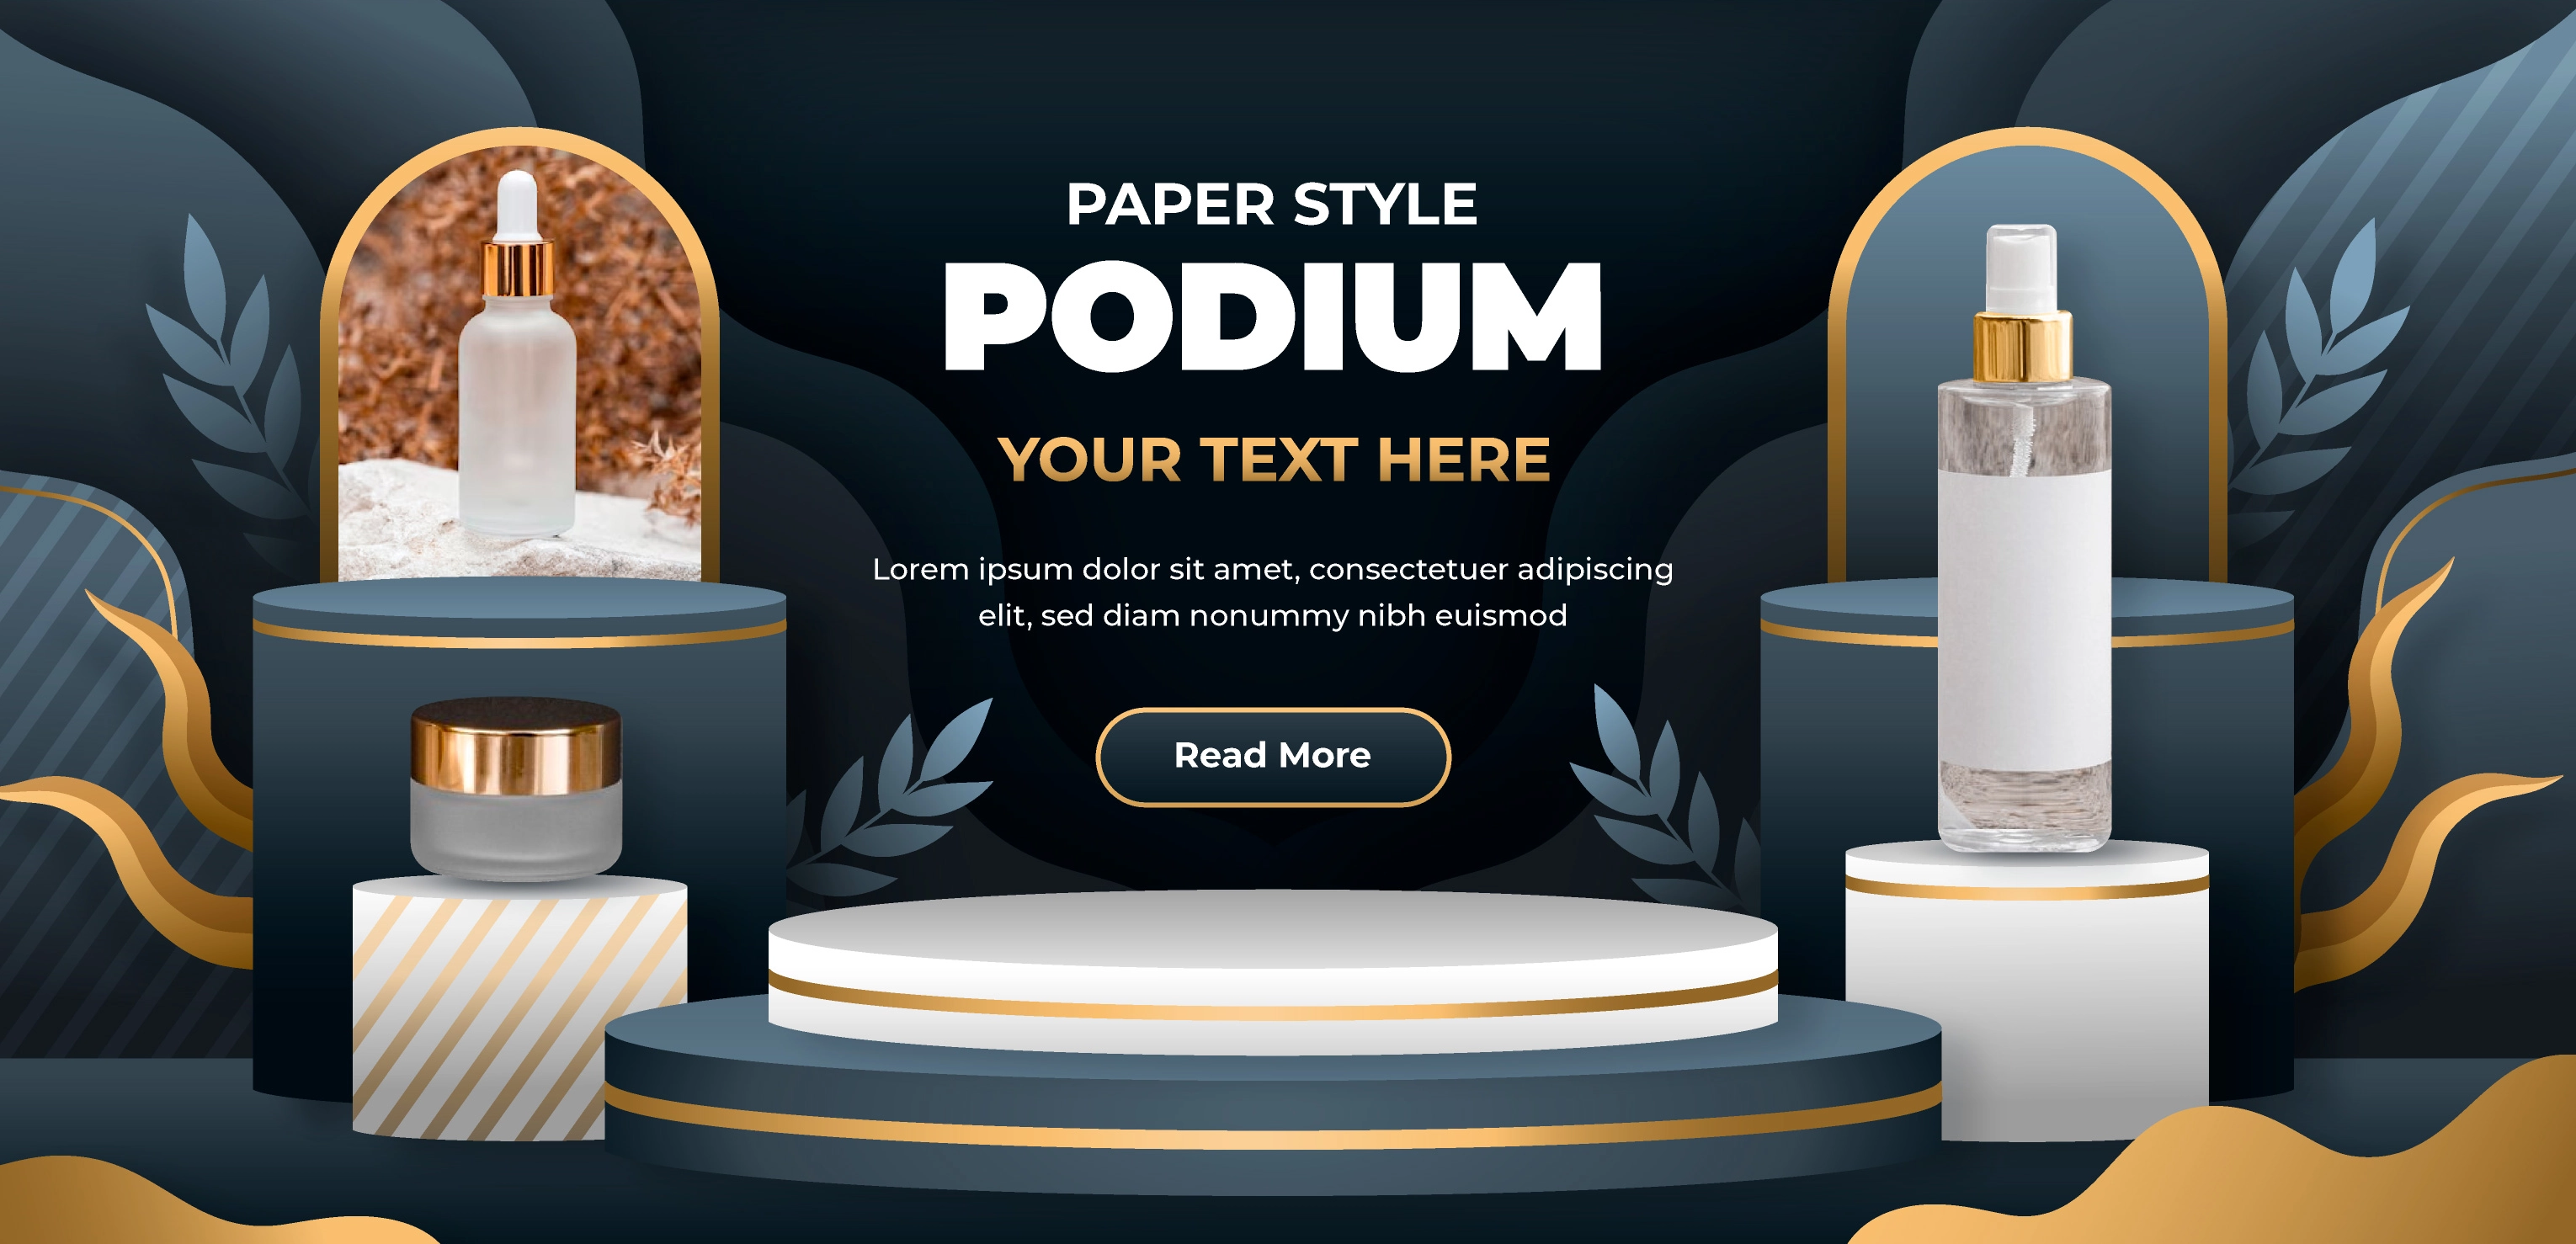 PAPER STYLE
PODIUM
YOUR TEXT HERE
Lorem ipsum dolor sit amet, consectetuer adipiscing
elit, sed diam nonummy nibh euismod
Read More